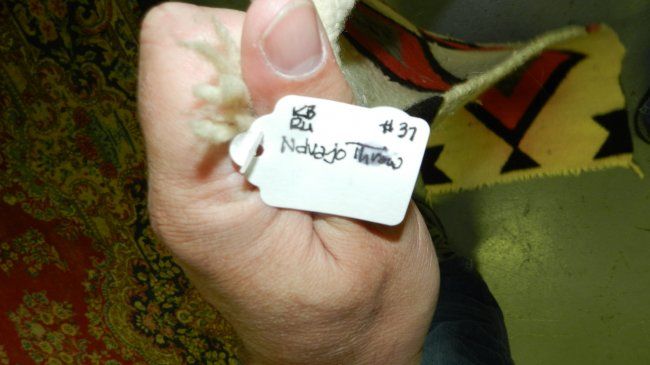 KB
RU #37
Navajo Throw